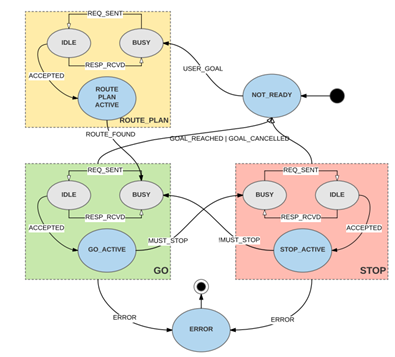 REQ_SENT
IDLE
BUSY
RESP_RCVD
ACCEPTED
ROUTE
PLAN
ACTIVE
ROUTE_PLAN
USER_GOAL
NOT_READY
ROUTE_FOUND
GOAL_REACHED | GOAL_CANCELLED
REQ_SENT
IDLE
BUSY
RESP_RCVD
ACCEPTED
GO_ACTIVE
GO
MUST_STOP
!MUST_STOP
REQ_SENT
BUSY
IDLE
RESP_RCVD
ACCEPTED
STOP_ACTIVE
STOP
ERROR
ERROR
ERROR